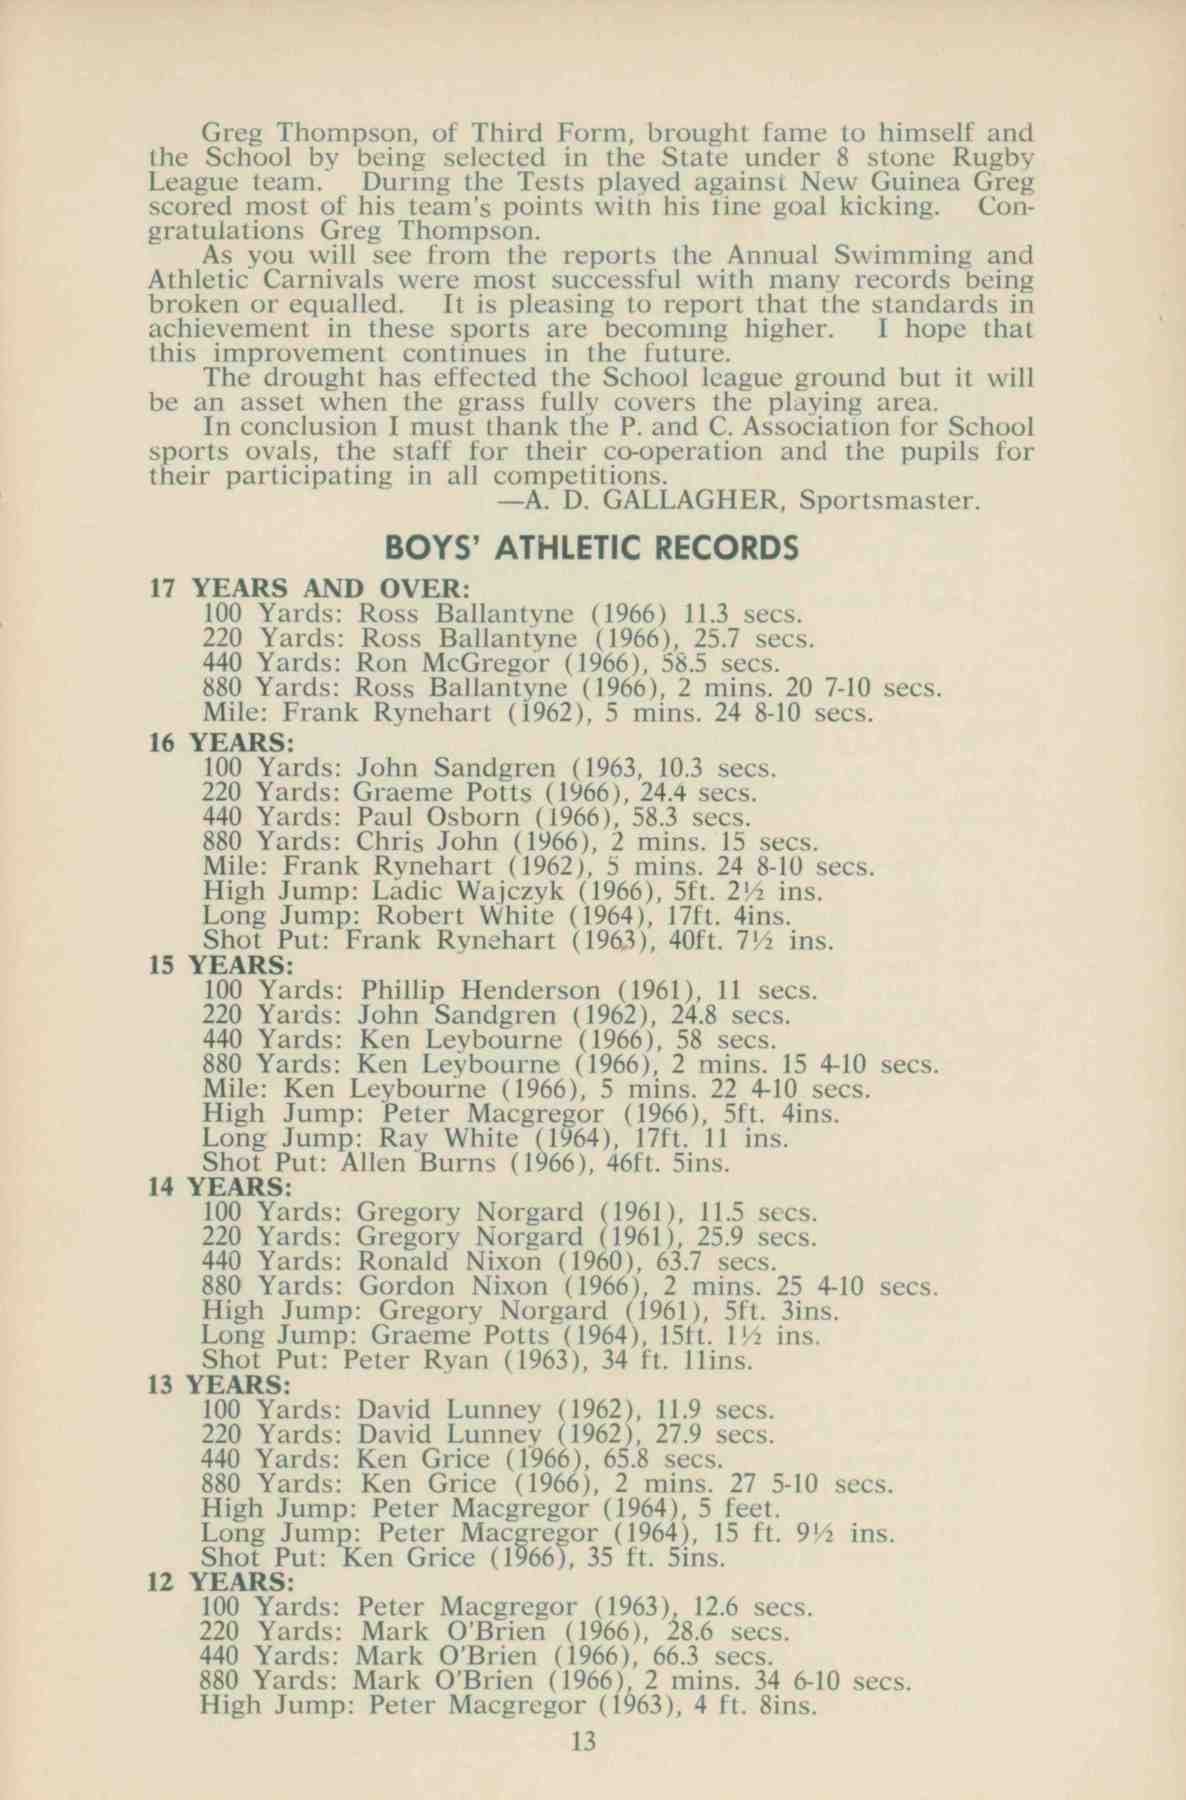 Greg Thompson, of Third Form, brought fame to himself and
the School by being selected in the State under 8 stone Rugby
League team. During the Tests played against New Guinea Greg
scored most of his team's points with his fine goal kicking. Con-
gratulations Greg Thompson.
As you will see from the reports the Annual Swimming and
Athletic Carnivals were most successful with many records being
broken or equalled. It is pleasing to report that the standards in
achievement in these sports are becoming higher. I hope that
this improvement continues in the future.
The drought has effected the School league ground but it will
be an asset when the grass fully covers the playing area.
In conclusion I must thank the P. and C. Association for School
sports ovals, the staff for their co-operation and the pupils for
their participating in all competitions.
—A. D. GALLAGHER, Sportsmaster.
BOYS' ATHLETIC RECORDS
17 YEARS AND OVER:
100 Yards: Ross Ballantyne (1966) 11.3 secs.
220 Yards: Ross Ballantyne (1966), 25.7 secs.
440 Yards: Ron McGregor (1966), 58.5 secs.
880 Yards: Ross Ballantyne (1966), 2 mins. 20 7-10 secs.
Mile: Frank Rynehart (1962), 5 mins. 24 8-10 secs.
16 YEARS:
100 Yards: John Sandgren (1963, 10.3 secs.
220 Yards: Graeme Potts (1966), 24.4 secs.
440 Yards: Paul Osborn (1966), 58.3 secs.
880 Yards: Chris John (1966), 2 mins. 15 secs.
Mile: Frank Rynehart (1962), 5 mins. 24 8-10 secs.
High Jump: Ladic Wajczyk (1966), 5ft. 2½ ins.
Long Jump: Robert White (1964), 17ft. 4ins.
Shot Put: Frank Rynehart (1963), 40ft. 7½ ins.
15 YEARS:
100 Yards: Phillip Henderson (1961), 11 secs.
220 Yards: John Sandgren (1962), 24.8 secs.
440 Yards: Ken Leybourne (1966), 58 secs.
880 Yards: Ken Leybourne (1966), 2 mins. 15 4-10 secs.
Mile: Ken Leybourne (1966), 5 mins. 22 4-10 secs.
High Jump: Peter Macgregor (1966), 5ft. 4ins.
Long Jump: Ray White (1964), 17ft. 11 ins.
Shot Put: Allen Burns (1966), 46ft. 5ins.
14 YEARS:
100 Yards: Gregory Norgard (1961), 11.5 secs.
220 Yards: Gregory Norgard (1961), 25.9 secs.
440 Yards: Ronald Nixon (1960), 63.7 secs.
880 Yards: Gordon Nixon (1966), 2 mins. 25 4-10 secs.
High Jump: Gregory Norgard (1961), 5ft. 3ins.
Long Jump: Graeme Potts (1964), 15ft. 1½ ins.
Shot Put: Peter Ryan (1963), 34 ft. 11ins.
13 YEARS:
100 Yards: David Lunney (1962), 11.9 secs.
220 Yards: David Lunney (1962), 27.9 secs.
440 Yards: Ken Grice (1966), 65.8 secs.
880 Yards: Ken Grice (1966), 2 mins. 27 5-10 secs.
High Jump: Peter Macgregor (1964), 5 feet.
Long Jump: Peter Macgregor (1964), 15 ft. 9½ ins.
Shot Put: Ken Grice (1966), 35 ft. 5ins.
12 YEARS:
100 Yards: Peter Macgregor (1963), 12.6 secs.
220 Yards: Mark O'Brien (1966), 28.6 secs.
440 Yards: Mark O'Brien (1966), 66.3 secs.
880 Yards: Mark O'Brien (1966), 2 mins. 34 6-10 secs.
High Jump: Peter Macgregor (1963), 4 ft. 8ins.
13